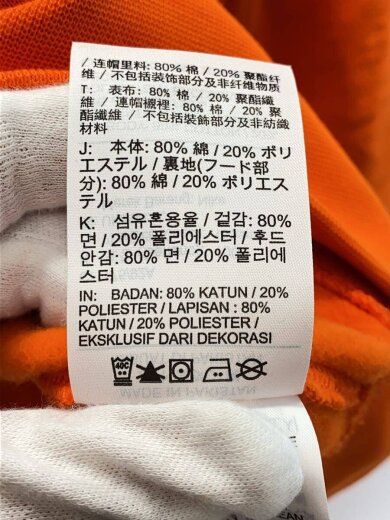 / 连帽里料: 80% 棉 / 20% 聚酯纤
维 / 不包括装饰部分及非纤维物质
T: 表布: 80% 棉 / 20% 聚酯纖
維 / 連帽襯裡: 80% 棉 / 20% 聚
酯纖維 / 不包括裝飾部分及非紡織
材料
J: 本体: 80% 綿 / 20% ポリ
エステル / 裏地(フード部
分): 80% 綿 / 20% ポリエス
テル
K: 섬유혼용율 / 겉감: 80%
면 / 20% 폴리에스터 / 후드
안감: 80% 면 / 20% 폴리에
스터
IN: BADAN: 80% KATUN / 20%
POLIESTER / LAPISAN : 80%
KATUN / 20% POLIESTER /
EKSKLUSIF DARI DEKORASI
40C
MADE IN PAKISTAN